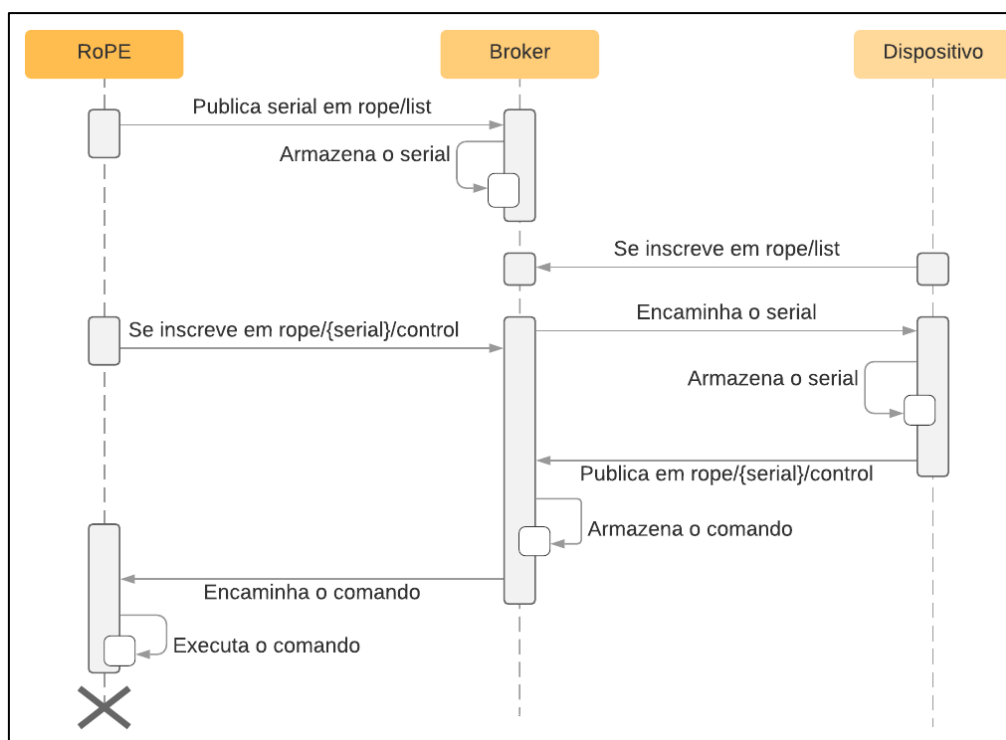 RoPE
Broker
Dispositivo
Publica serial em rope/list
Armazena o serial
Se inscreve em rope/list
Encaminha o serial
Se inscreve em rope/{serial}/control
Armazena o serial
Publica em rope/{serial}/control
Armazena o comando
Encaminha o comando
Executa o comando